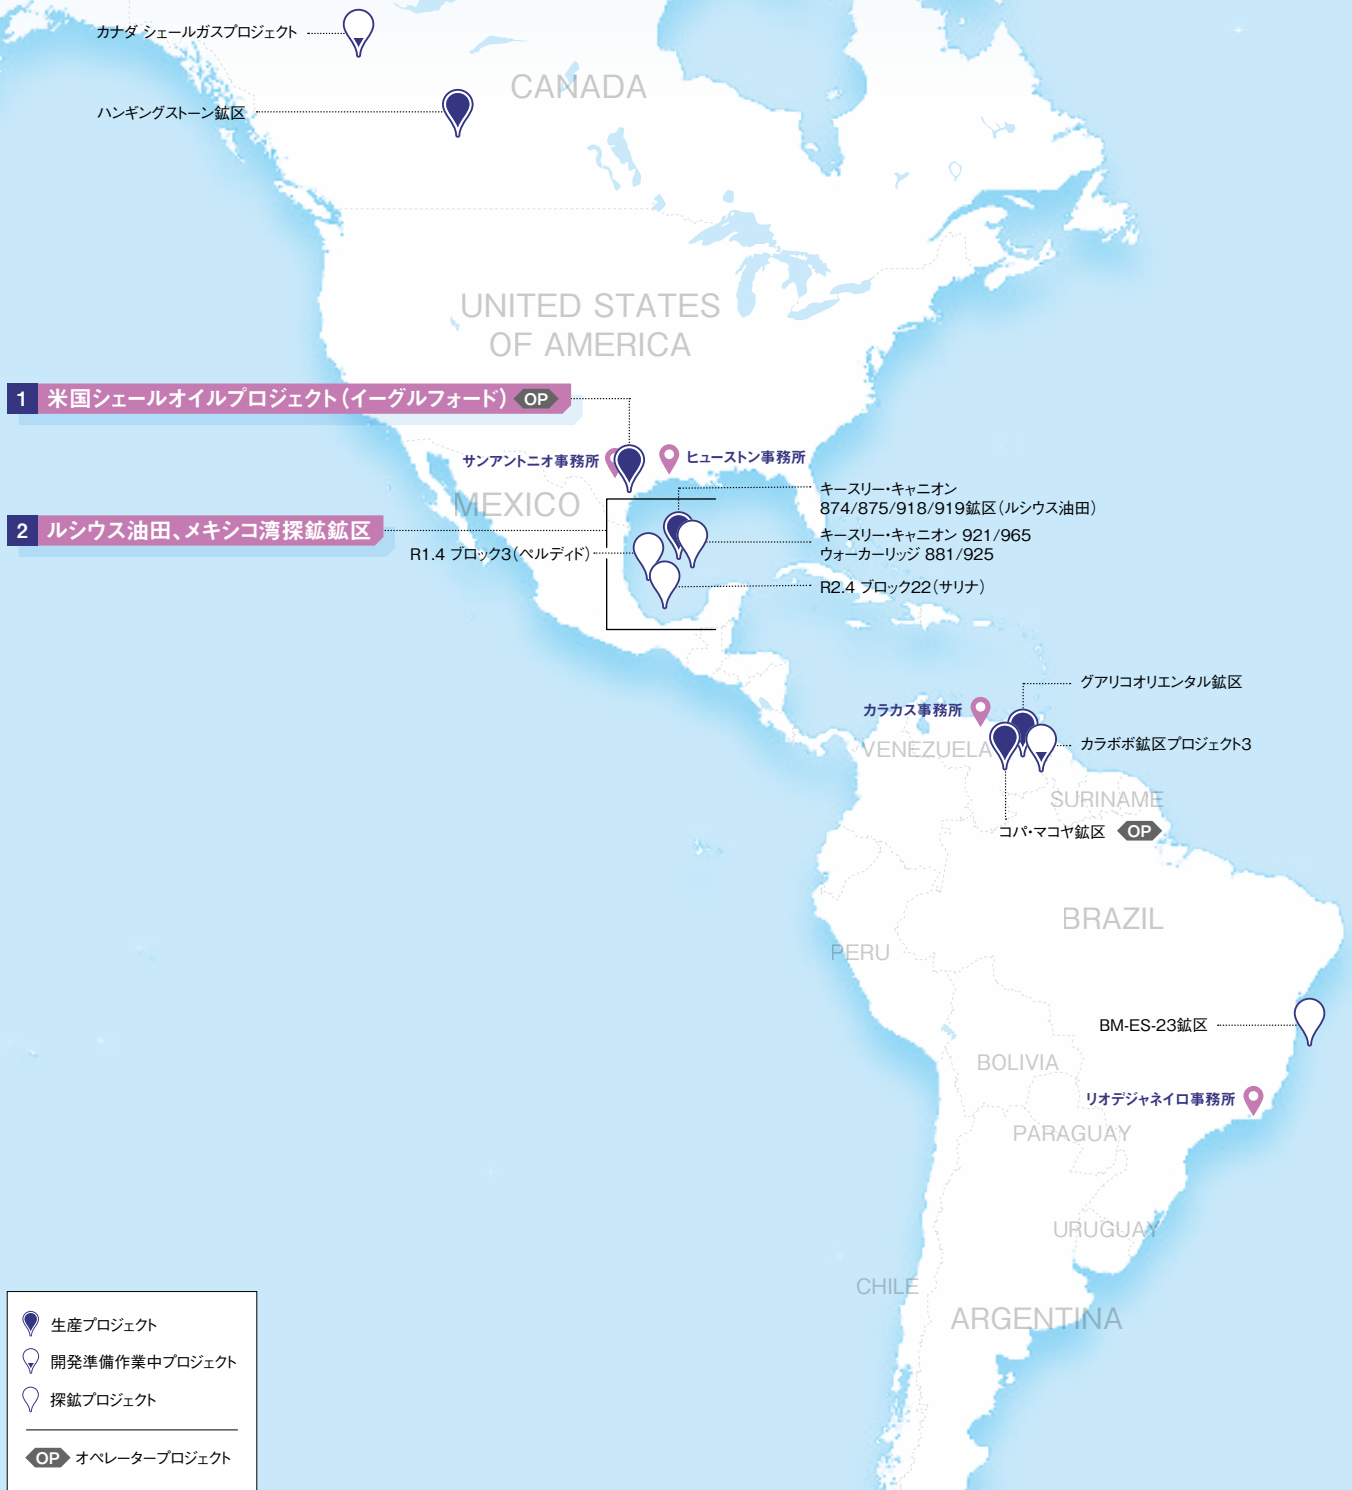 カナダ シェールガスプロジェクト
CANADA
ハンギングストーン鉱区
UNITED STATES
OF AMERICA
1 米国シェールオイルプロジェクト（イーグルフォード） OP
サンアントニオ事務所
ヒューストン事務所
MEXICO
キースリー・キャニオン
874/875/918/919鉱区（ルシウス油田）
2 ルシウス油田、メキシコ湾探鉱鉱区
キースリー・キャニオン 921/965
ウォーカーリッジ 881/925
R1.4 ブロック3（ペルディド）
R2.4 ブロック22（サリナ）
グアリコオリエンタル鉱区
カラカス事務所
VENEZUELA
カラボボ鉱区プロジェクト3
SURINAME
コパ・マコヤ鉱区 OP
BRAZIL
PERU
BM-ES-23鉱区
BOLIVIA
リオデジャネイロ事務所
PARAGUAY
URUGUAY
CHILE
ARGENTINA
生産プロジェクト
開発準備作業中プロジェクト
探鉱プロジェクト
OP オペレータープロジェクト